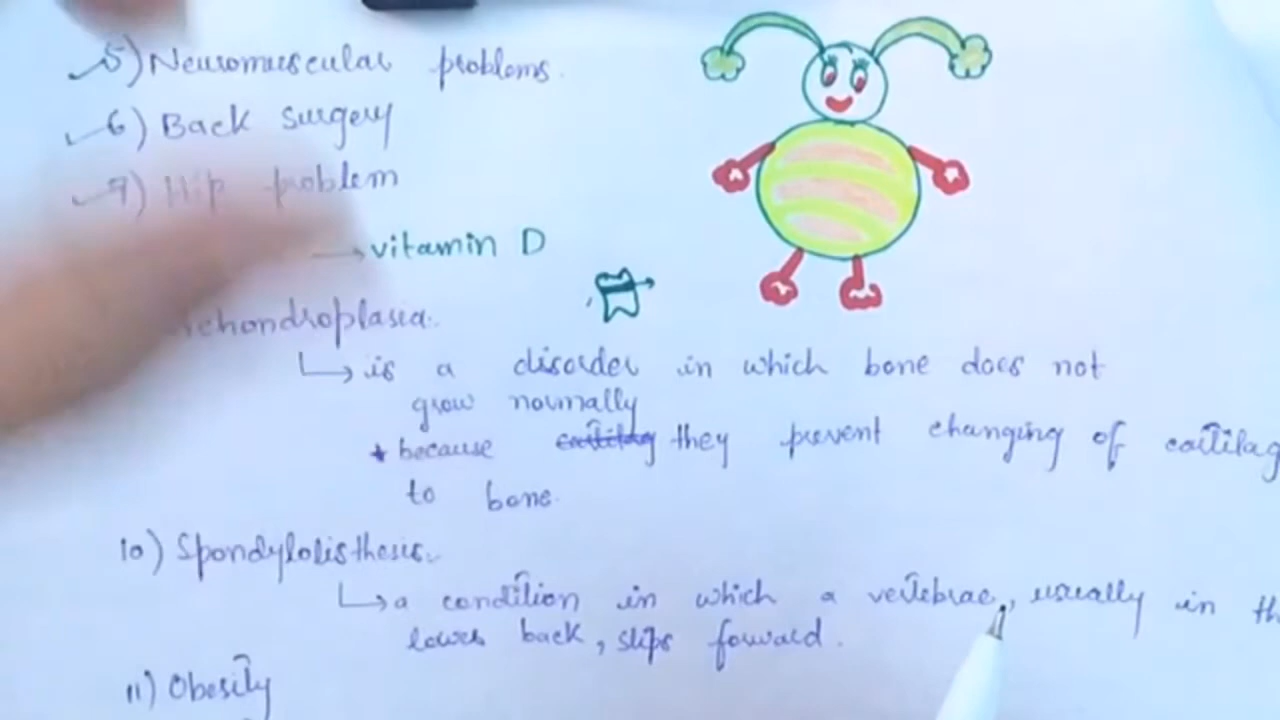 5) Neuromuscular problems.
6) Back surgery
7) Hip problem
→ vitamin D
chondroplasia.
↳ is a disorder in which bone does not
grow normally
* because they prevent changing of cartilag
to bone.
10) Spondylolisthesis.
↳ a condition in which a vertebrae, usually in th
lower back, slips forward.
11) Obesity